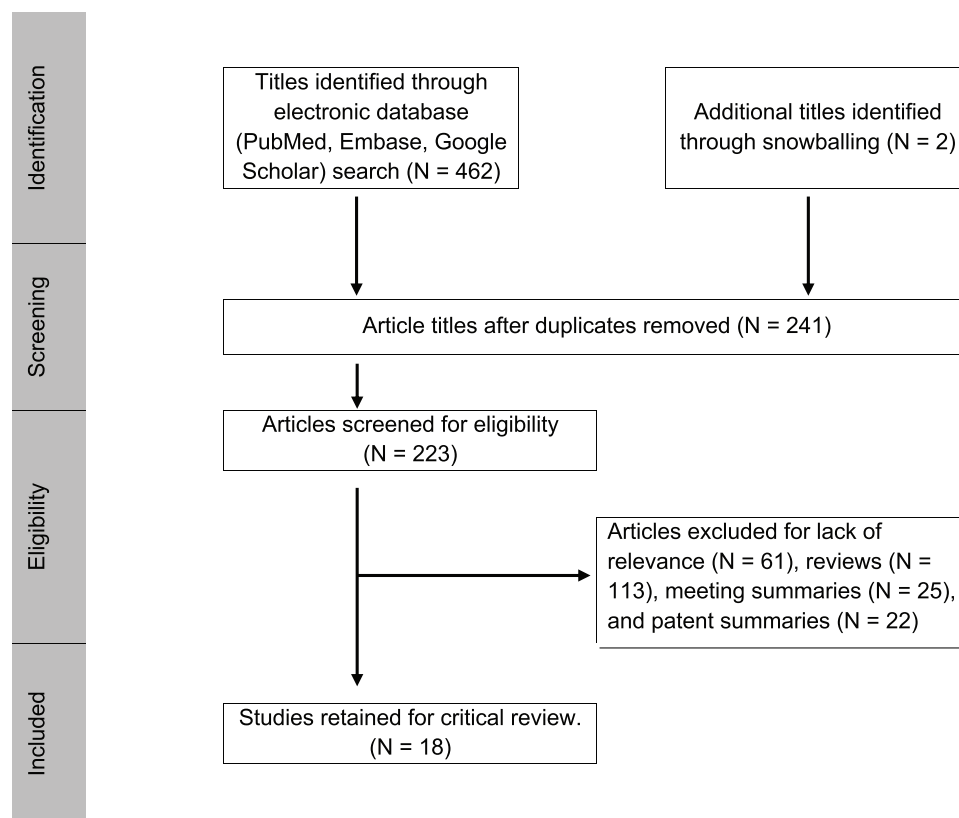 Identification
Titles identified through
electronic database
(PubMed, Embase, Google
Scholar) search (N = 462)
Additional titles identified
through snowballing (N = 2)
Screening
Article titles after duplicates removed (N = 241)
Eligibility
Articles screened for eligibility
(N = 223)
Articles excluded for lack of
relevance (N = 61), reviews (N =
113), meeting summaries (N = 25),
and patent summaries (N = 22)
Included
Studies retained for critical review.
(N = 18)